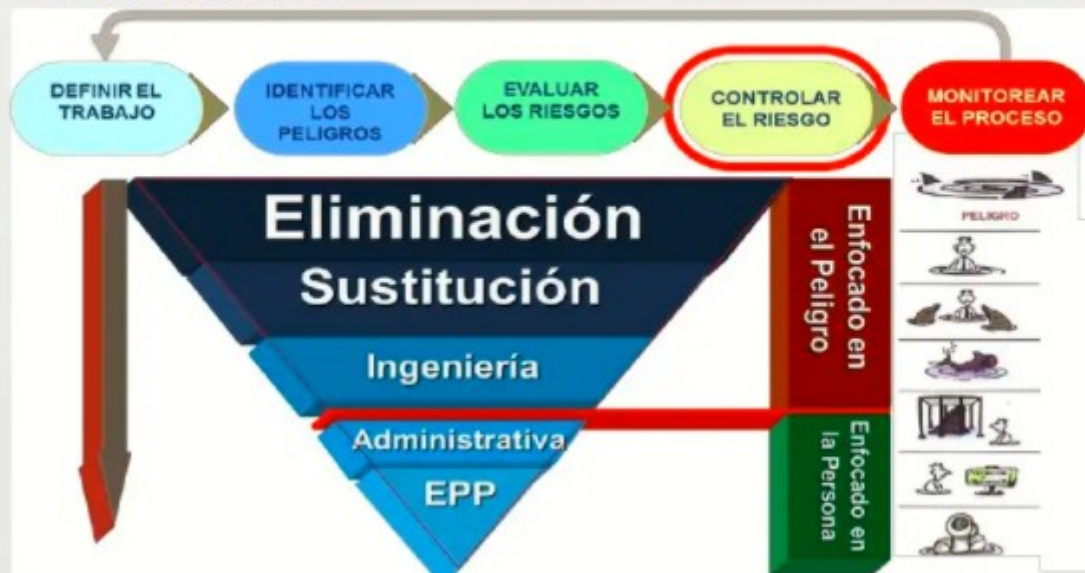 DEFINIR EL
TRABAJO
IDENTIFICAR
LOS
PELIGROS
EVALUAR
LOS RIESGOS
CONTROLAR
EL RIESGO
MONITOREAR
EL PROCESO
Eliminación
Sustitución
Ingeniería
Administrativa
EPP
Enfocado en
el Peligro
Enfocado en
la Persona
PELIGRO